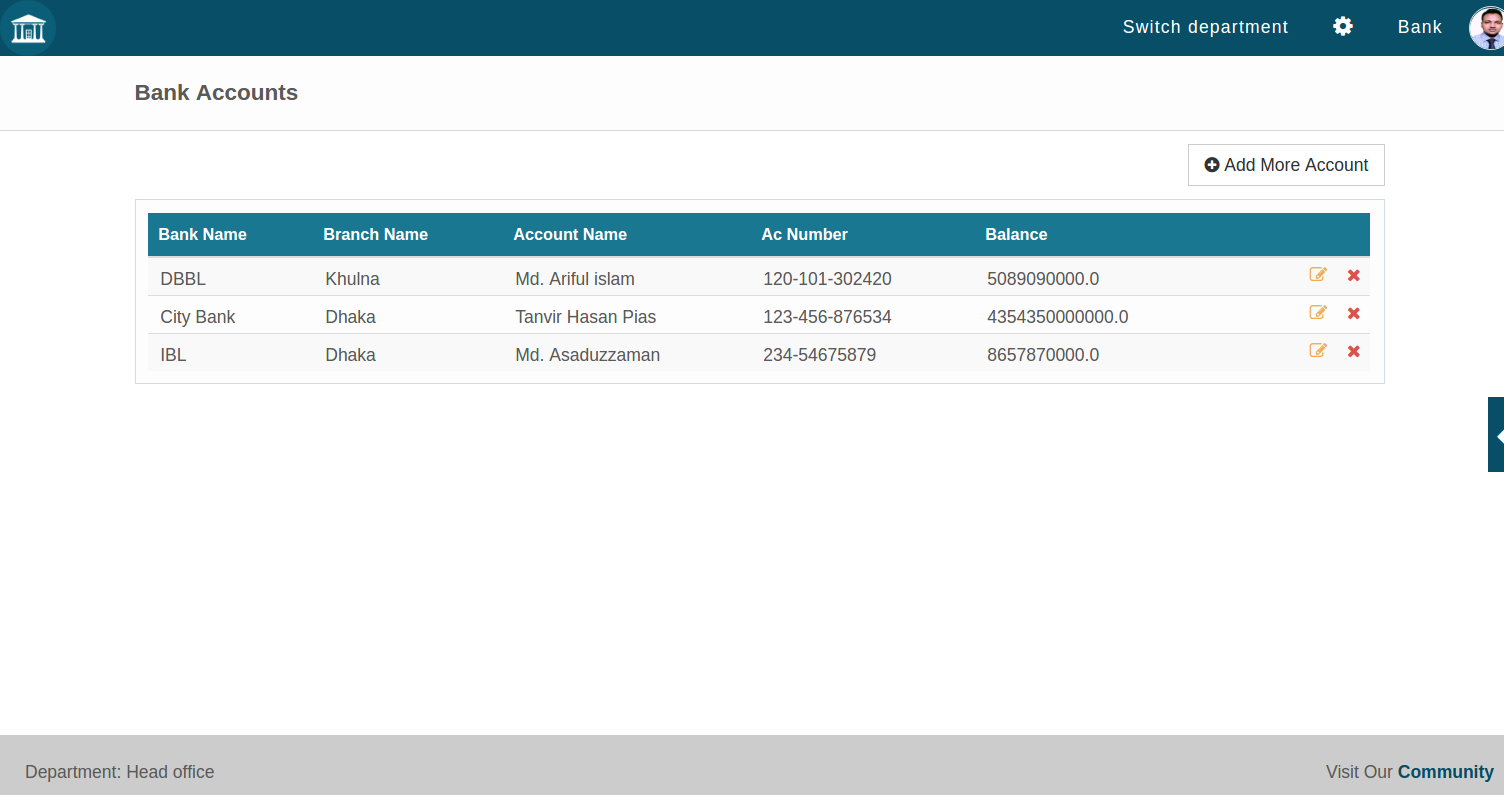 Switch department Bank
Bank Accounts
Add More Account
Bank Name Branch Name Account Name Ac Number Balance
DBBL Khulna Md. Ariful islam 120-101-302420 5089090000.0
City Bank Dhaka Tanvir Hasan Pias 123-456-876534 4354350000000.0
IBL Dhaka Md. Asaduzzaman 234-54675879 8657870000.0
Department: Head office Visit Our Community